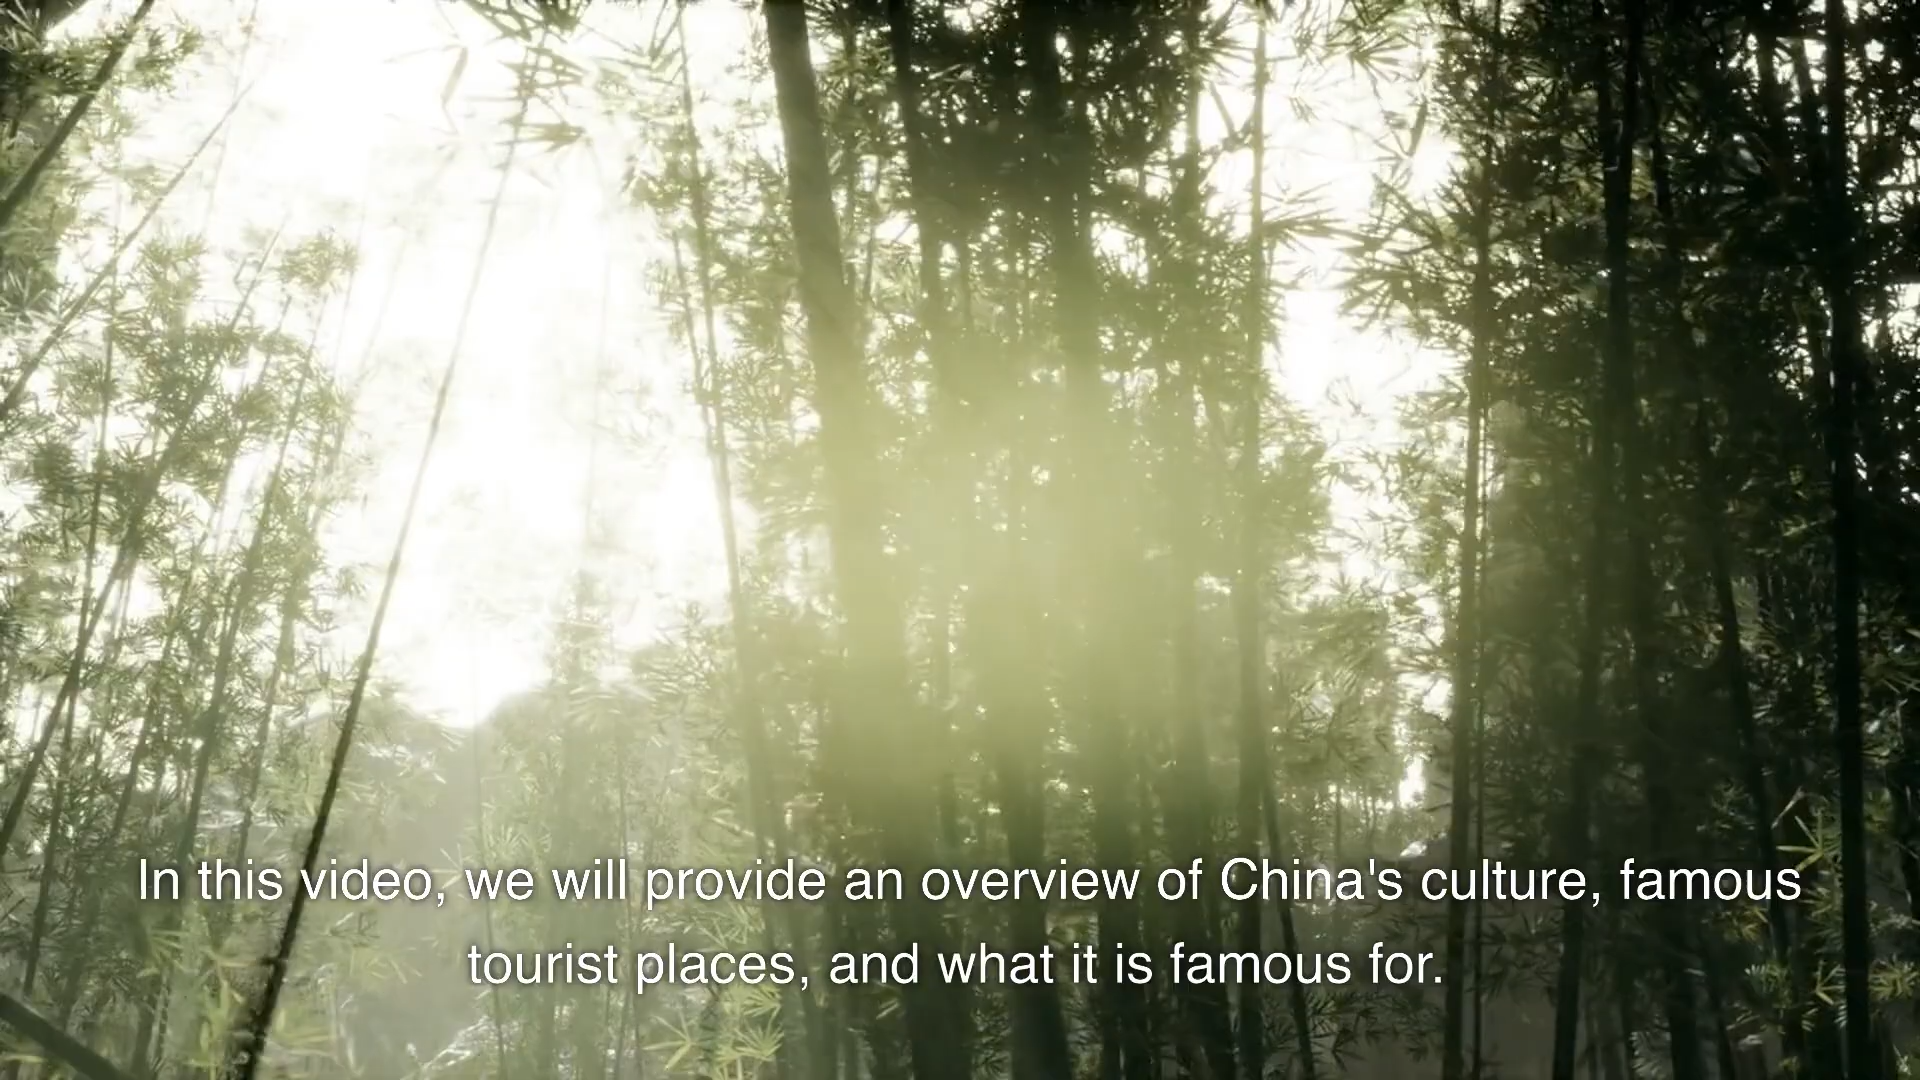 In this video, we will provide an overview of China's culture, famous
tourist places, and what it is famous for.